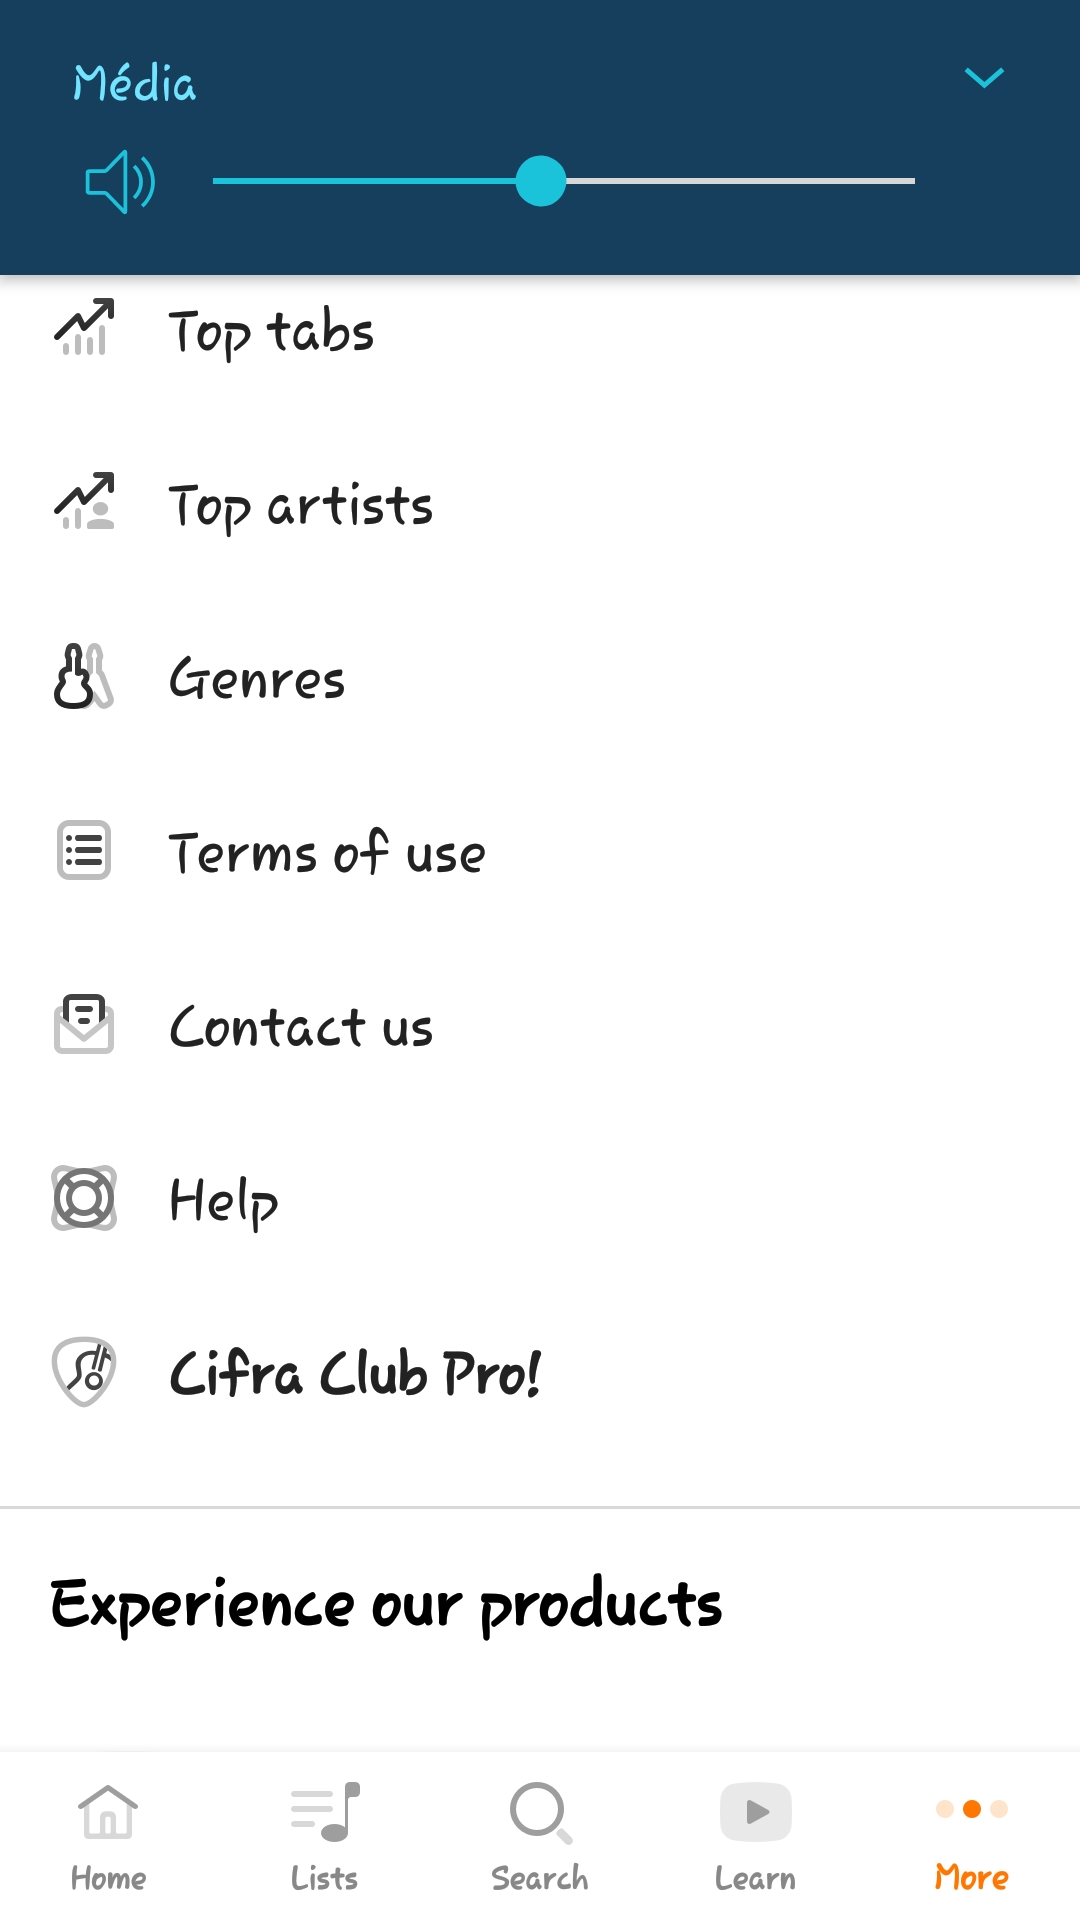 Média
Top tabs
Top artists
Genres
Terms of use
Contact us
Help
Cifra Club Pro!
Experience our products
Home
Lists
Search
Learn
More